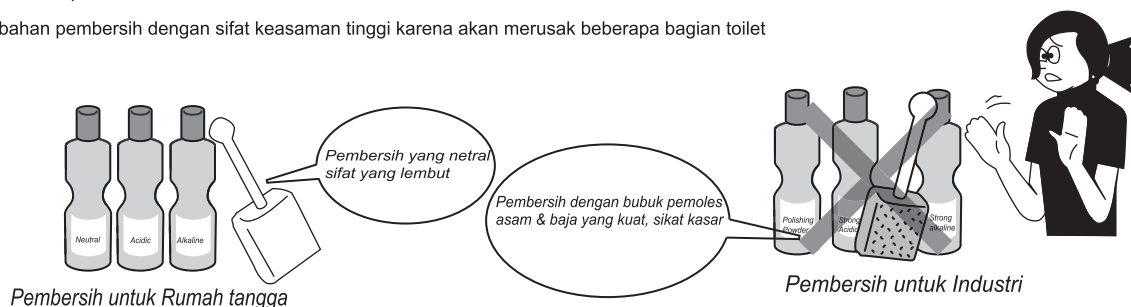 bahan pembersih dengan sifat keasaman tinggi karena akan merusak beberapa bagian toilet
Pembersih yang netral
sifat yang lembut
Pembersih dengan bubuk pemoles
asam & baja yang kuat, sikat kasar
Neutral
Acidic
Alkaline
Polishing
Powder
Strong
Acidic
Strong
alkaline
Pembersih untuk Rumah tangga
Pembersih untuk Industri